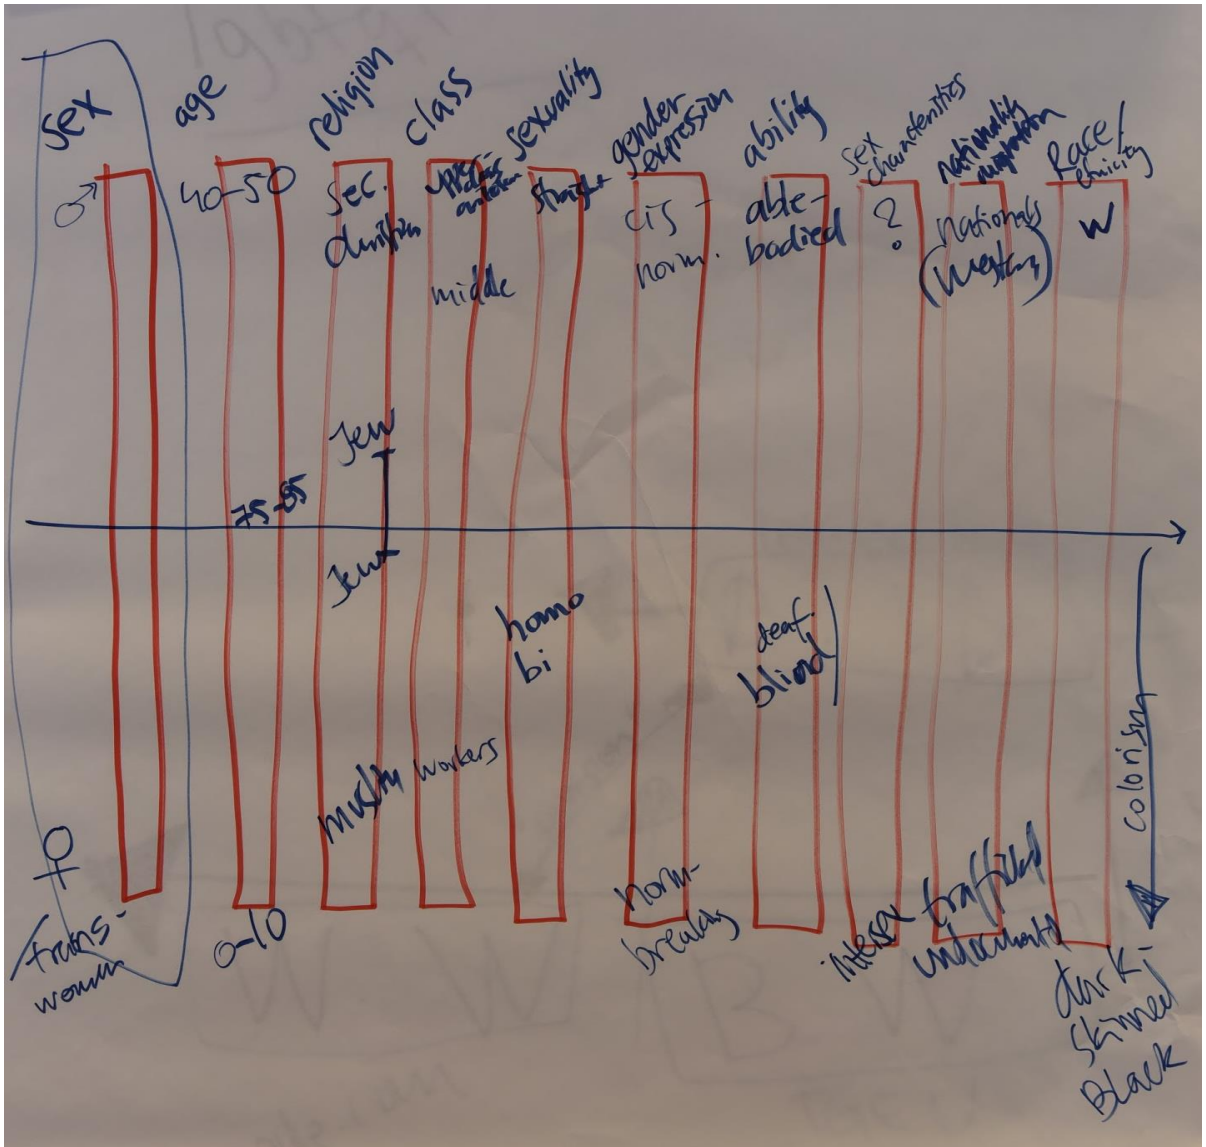 sex
age
religion
class
sexuality
gender
expression
ability
sex
characteristics
nationality
Race/
ethnicity
♂
40-50
sec.
middle
straight
cis-
norm.
able-
bodied
?
nationals
(western)
W
Jew
75-85
Jew
homo
bi
deaf.
blind
muslim
workers
colorism
♀
trans-
women
0-10
norm-
breaking
intersex
trafficked
undocumented
dark-
skinned
Black